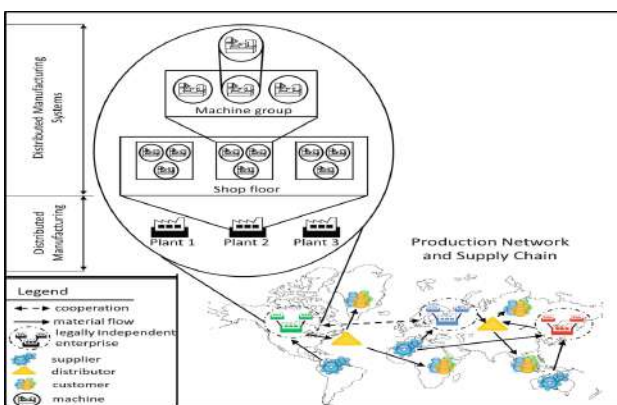 Distributed Manufacturing
Systems
Machine group
Shop floor
Distributed
Manufacturing
Plant 1
Plant 2
Plant 3
Production Network
and Supply Chain
Legend
cooperation
material flow
legally Independent
enterprise
supplier
distributor
customer
machine